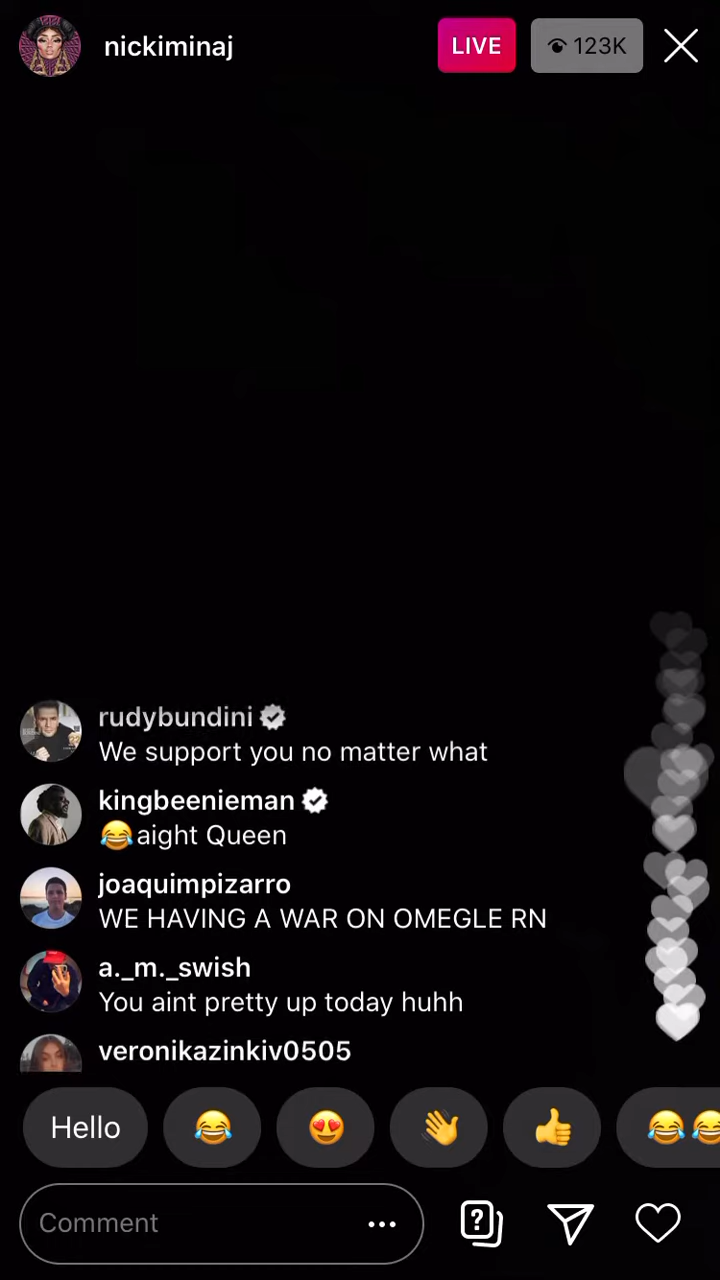 nickiminaj
LIVE
123K
rudybundini
We support you no matter what
kingbeenieman
😂aight Queen
joaquimpizarro
WE HAVING A WAR ON OMEGLE RN
a._m._swish
You aint pretty up today huhh
veronikazinkiv0505
Hello 😂 😍 👋 👍 😂😂
Comment